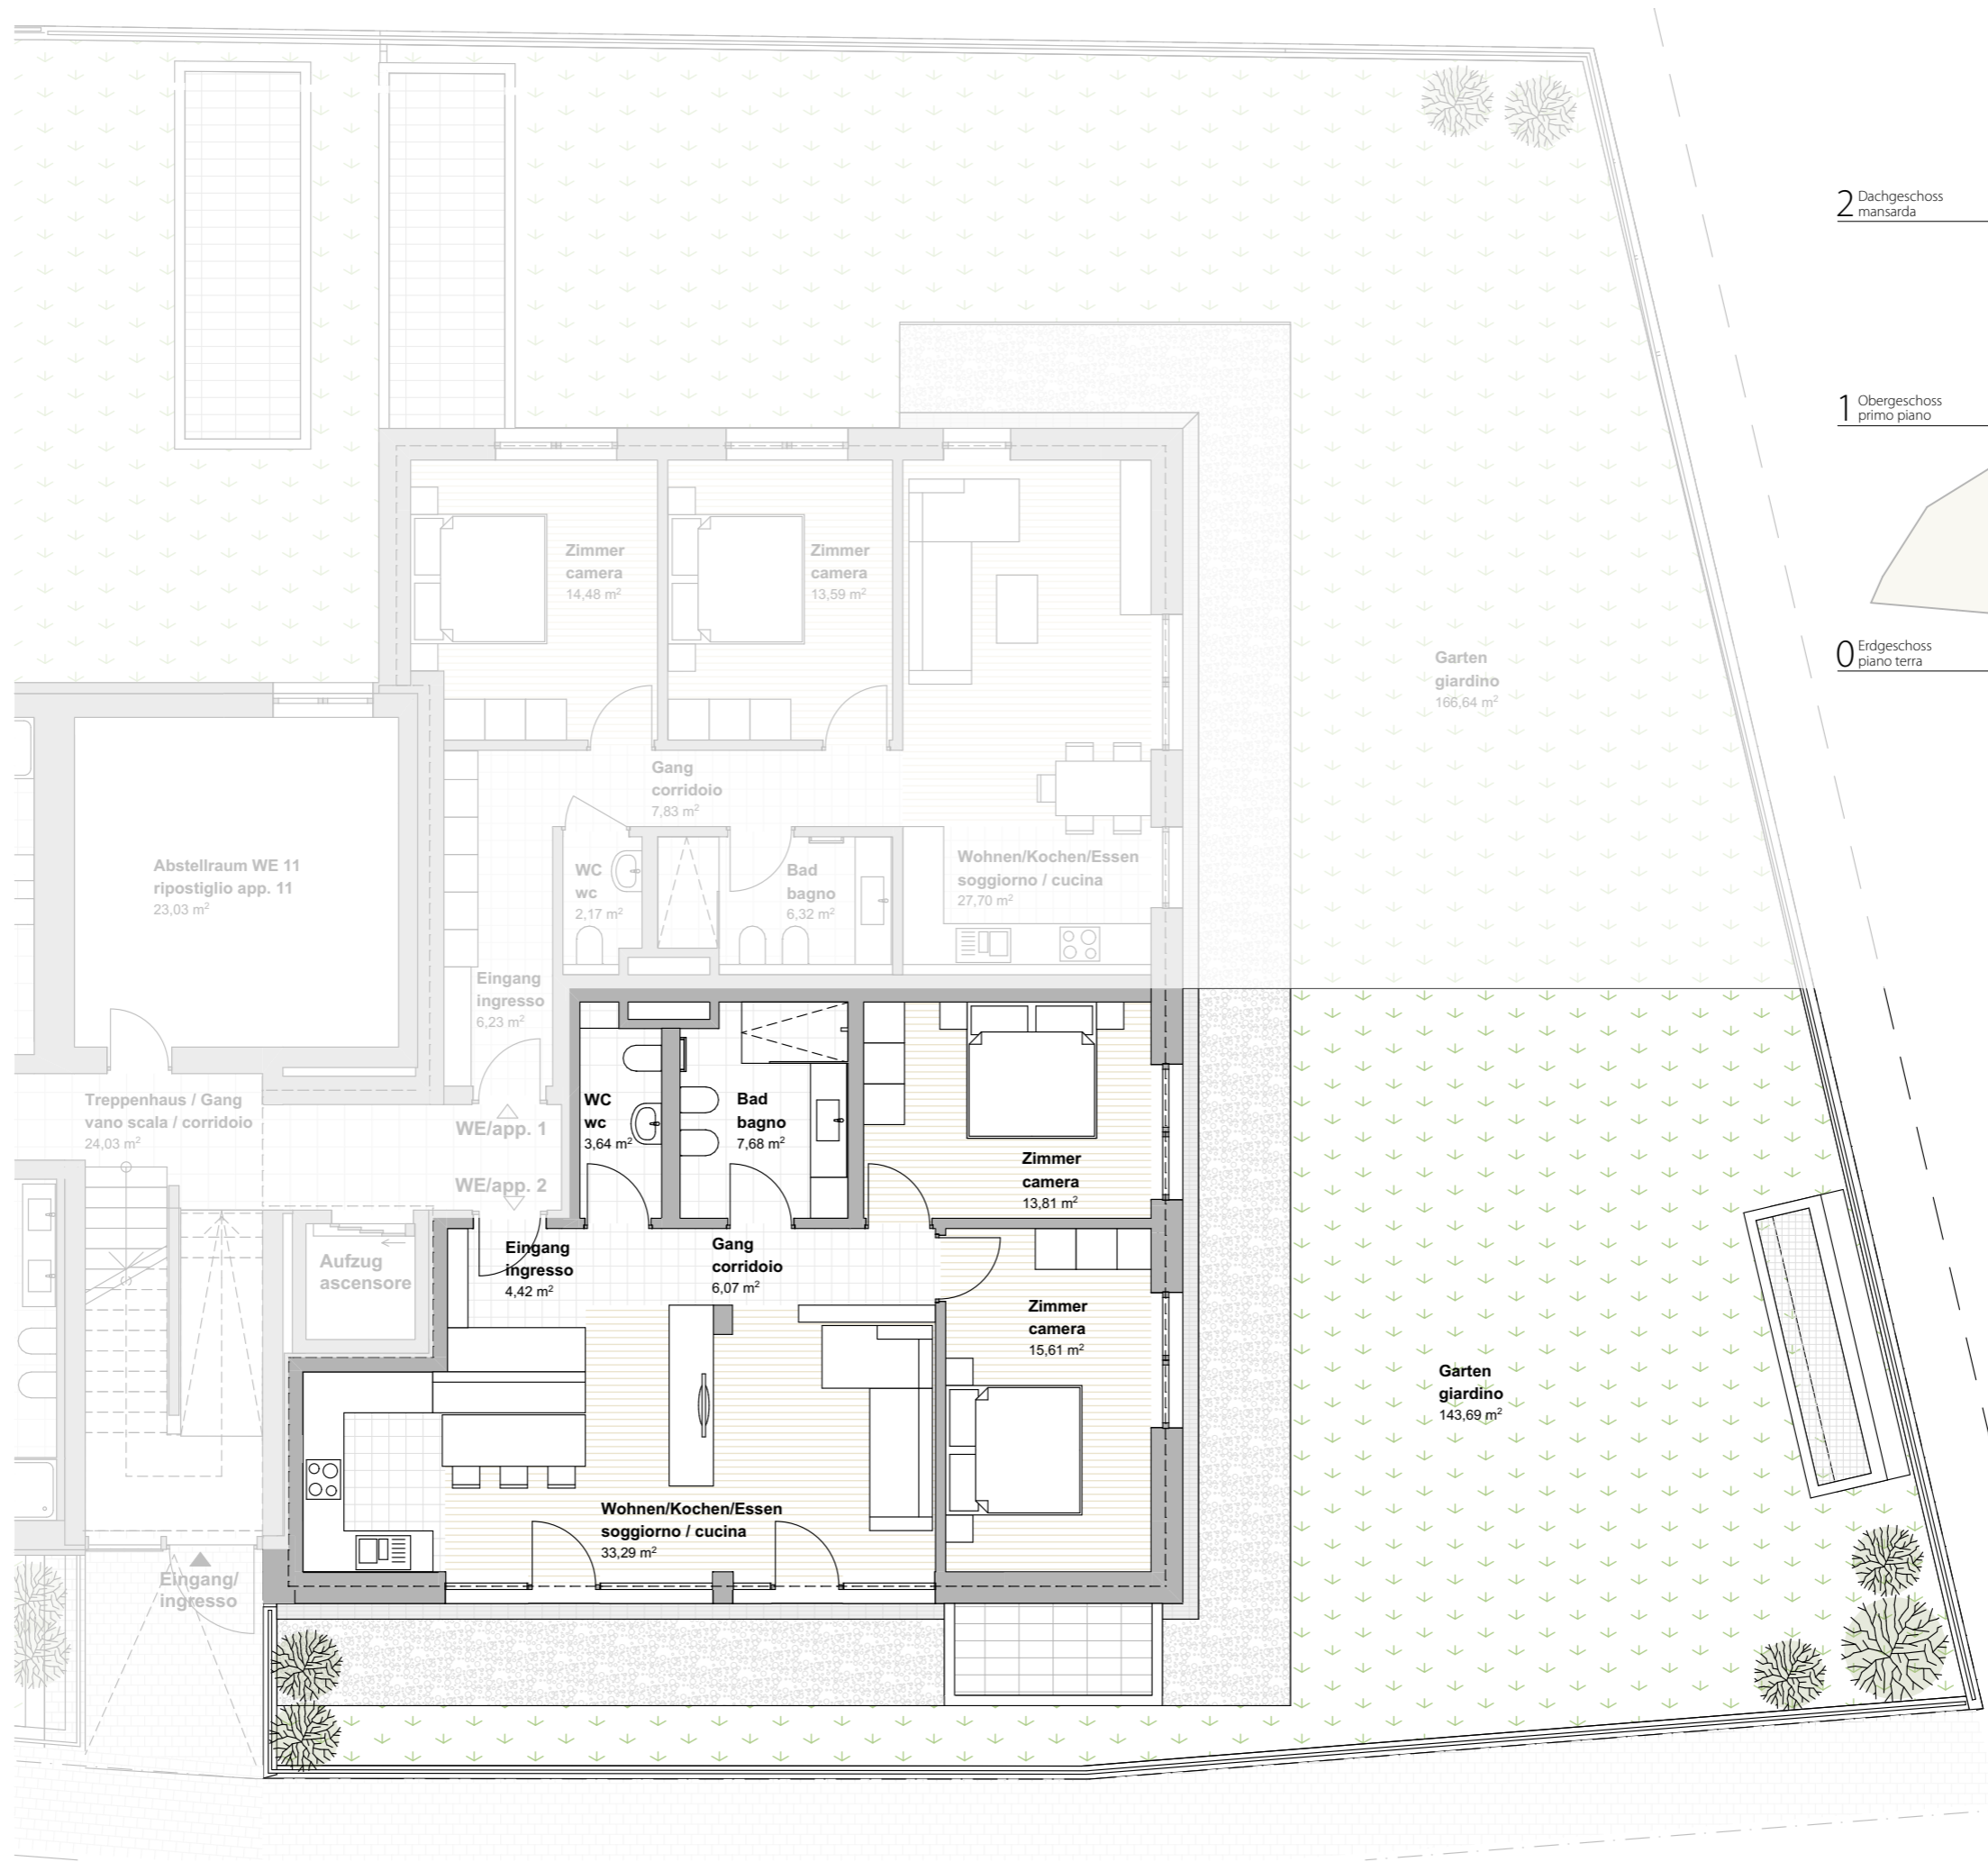 2 Dachgeschoss
mansarda
1 Obergeschoss
primo piano
0 Erdgeschoss
piano terra
Zimmer
camera
14,48 m²
Zimmer
camera
13,59 m²
Garten
giardino
166,64 m²
Gang
corridoio
7,83 m²
Abstellraum WE 11
ripostiglio app. 11
23,03 m²
WC
wc
2,17 m²
Bad
bagno
6,32 m²
Wohnen/Kochen/Essen
soggiorno / cucina
27,70 m²
Eingang
ingresso
6,23 m²
Treppenhaus / Gang
vano scala / corridoio
24,03 m²
WE/app. 1
WE/app. 2
WC
wc
3,64 m²
Bad
bagno
7,68 m²
Zimmer
camera
13,81 m²
Aufzug
ascensore
Eingang
ingresso
4,42 m²
Gang
corridoio
6,07 m²
Zimmer
camera
15,61 m²
Garten
giardino
143,69 m²
Wohnen/Kochen/Essen
soggiorno / cucina
33,29 m²
Eingang/
ingresso